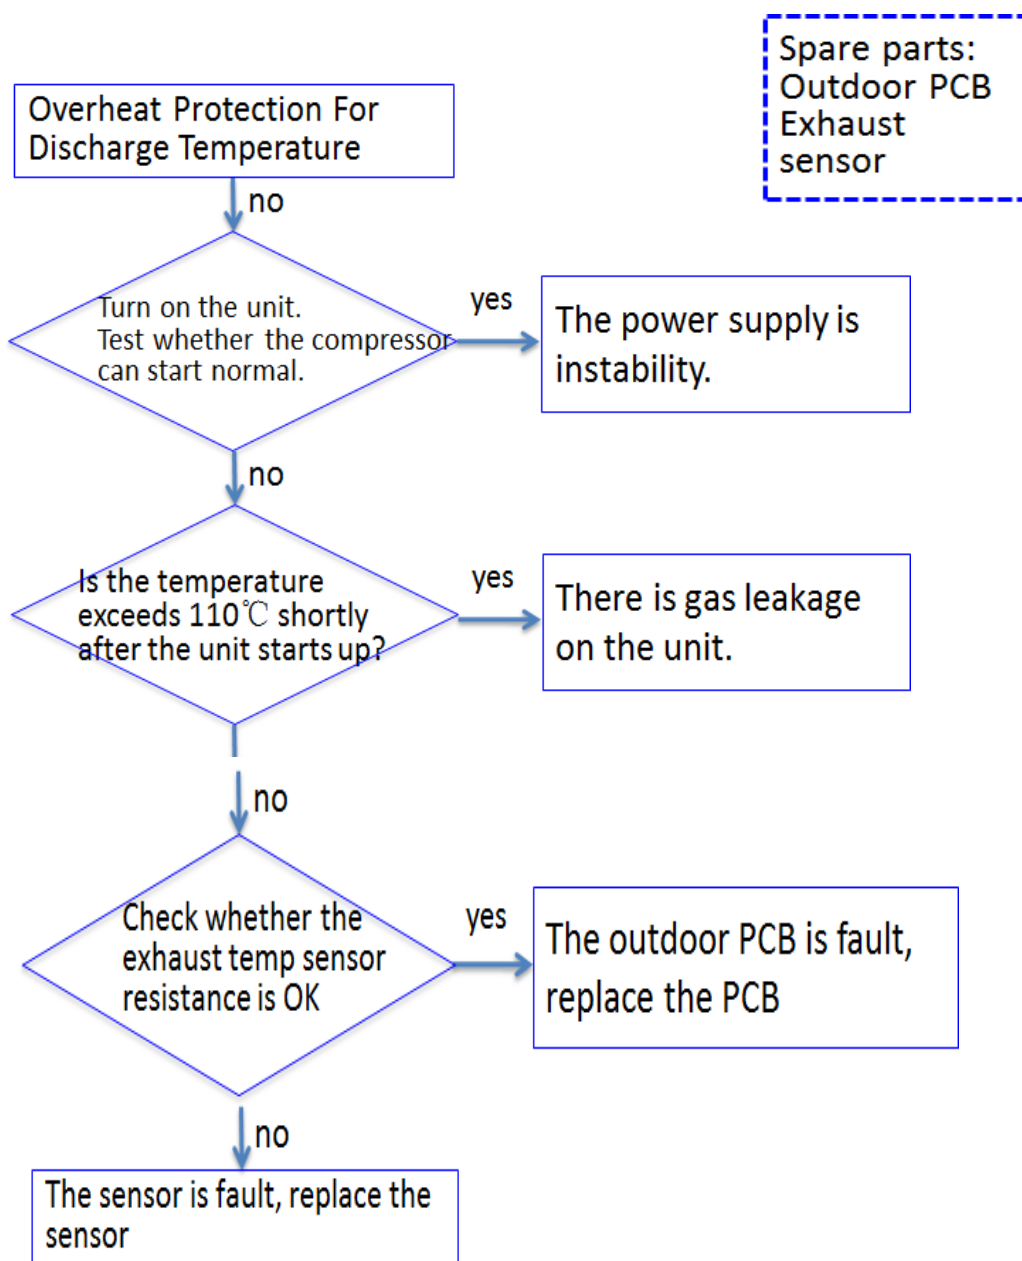 Spare parts:
Outdoor PCB
Exhaust
sensor
Overheat Protection For
Discharge Temperature
no
Turn on the unit.
Test whether the compressor
can start normal.
yes
The power supply is
instability.
no
Is the temperature
exceeds 110℃ shortly
after the unit starts up?
yes
There is gas leakage
on the unit.
no
Check whether the
exhaust temp sensor
resistance is OK
yes
The outdoor PCB is fault,
replace the PCB
no
The sensor is fault, replace the
sensor